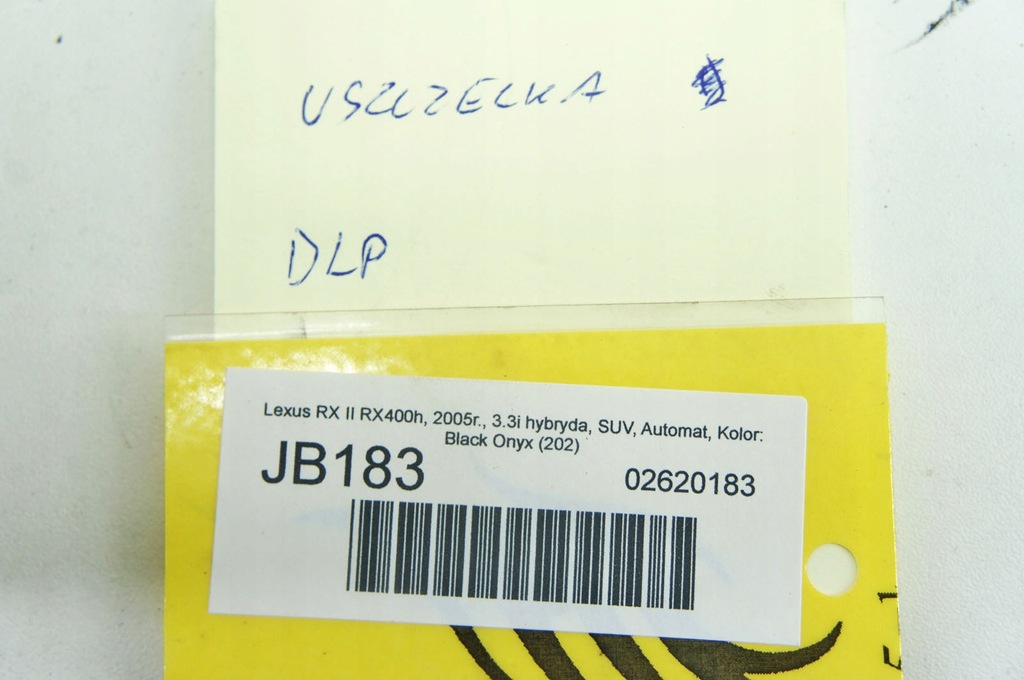 USZCZELKA
DLP
Lexus RX II RX400h, 2005r., 3.3i hybryda, SUV, Automat, Kolor:
Black Onyx (202)
JB183
02620183